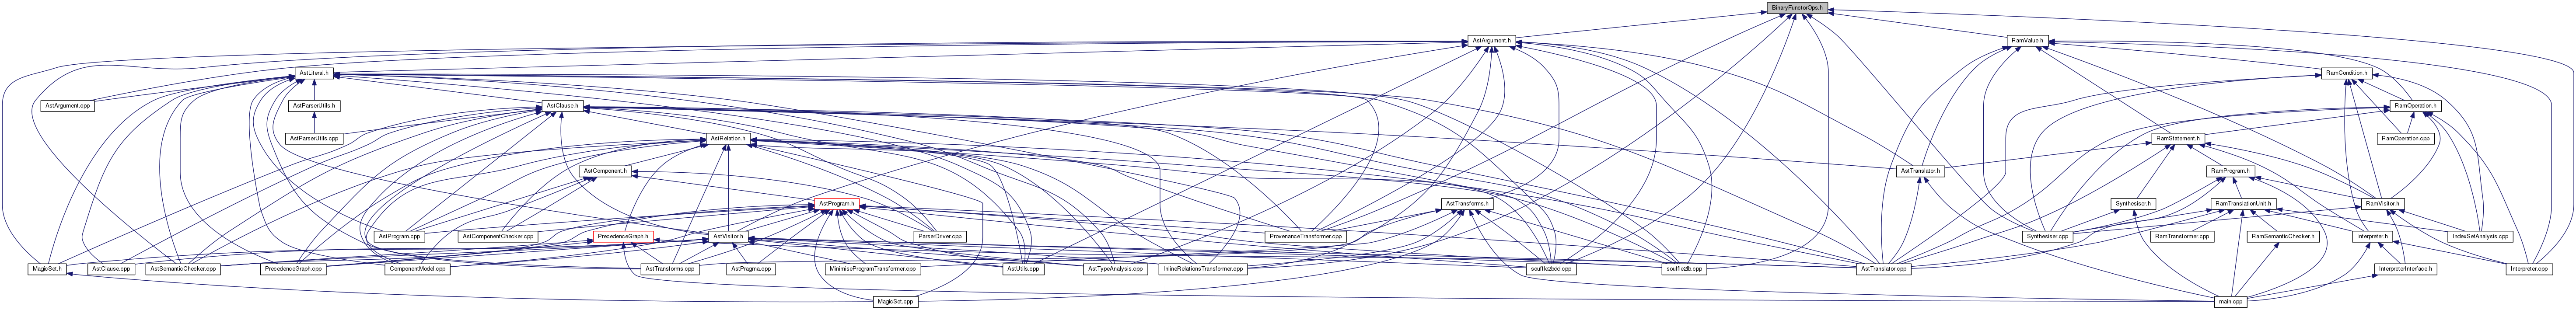 BinaryFunctorOps.h
AstArgument.h
RamValue.h
AstLiteral.h
RamCondition.h
AstArgument.cpp
AstParserUtils.h
AstClause.h
RamOperation.h
AstParserUtils.cpp
AstRelation.h
RamStatement.h
RamOperation.cpp
AstComponent.h
AstTranslator.h
RamProgram.h
AstProgram.h
AstTransforms.h
Synthesiser.h
RamTranslationUnit.h
RamVisitor.h
AstProgram.cpp
AstComponentChecker.cpp
PrecedenceGraph.h
AstVisitor.h
ParserDriver.cpp
ProvenanceTransformer.cpp
Synthesiser.cpp
RamTransformer.cpp
RamSemanticChecker.h
Interpreter.h
IndexSetAnalysis.cpp
MagicSet.h
AstClause.cpp
AstSemanticChecker.cpp
PrecedenceGraph.cpp
ComponentModel.cpp
AstTransforms.cpp
AstPragma.cpp
MinimiseProgramTransformer.cpp
AstUtils.cpp
AstTypeAnalysis.cpp
InlineRelationsTransformer.cpp
souffle2bdd.cpp
souffle2lb.cpp
AstTranslator.cpp
InterpreterInterface.h
Interpreter.cpp
MagicSet.cpp
main.cpp